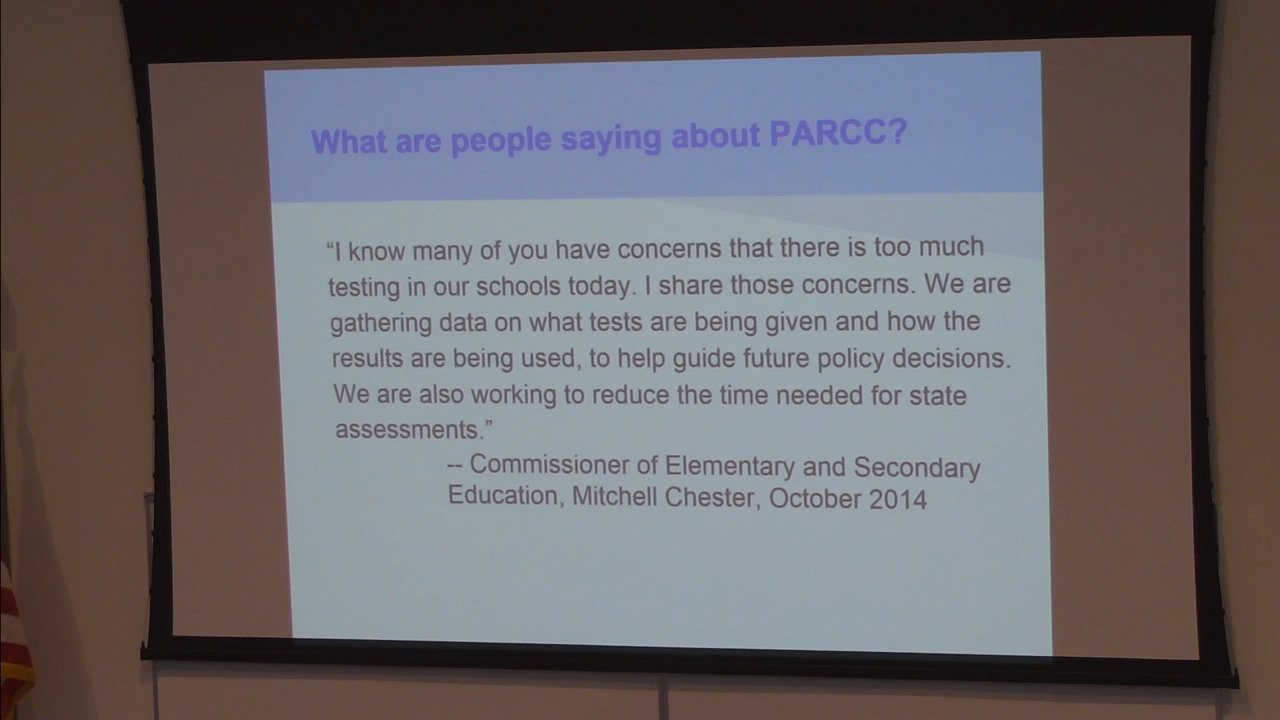 What are people saying about PARCC?
“I know many of you have concerns that there is too much
testing in our schools today. I share those concerns. We are
gathering data on what tests are being given and how the
results are being used, to help guide future policy decisions.
We are also working to reduce the time needed for state
assessments.”
-- Commissioner of Elementary and Secondary
Education, Mitchell Chester, October 2014